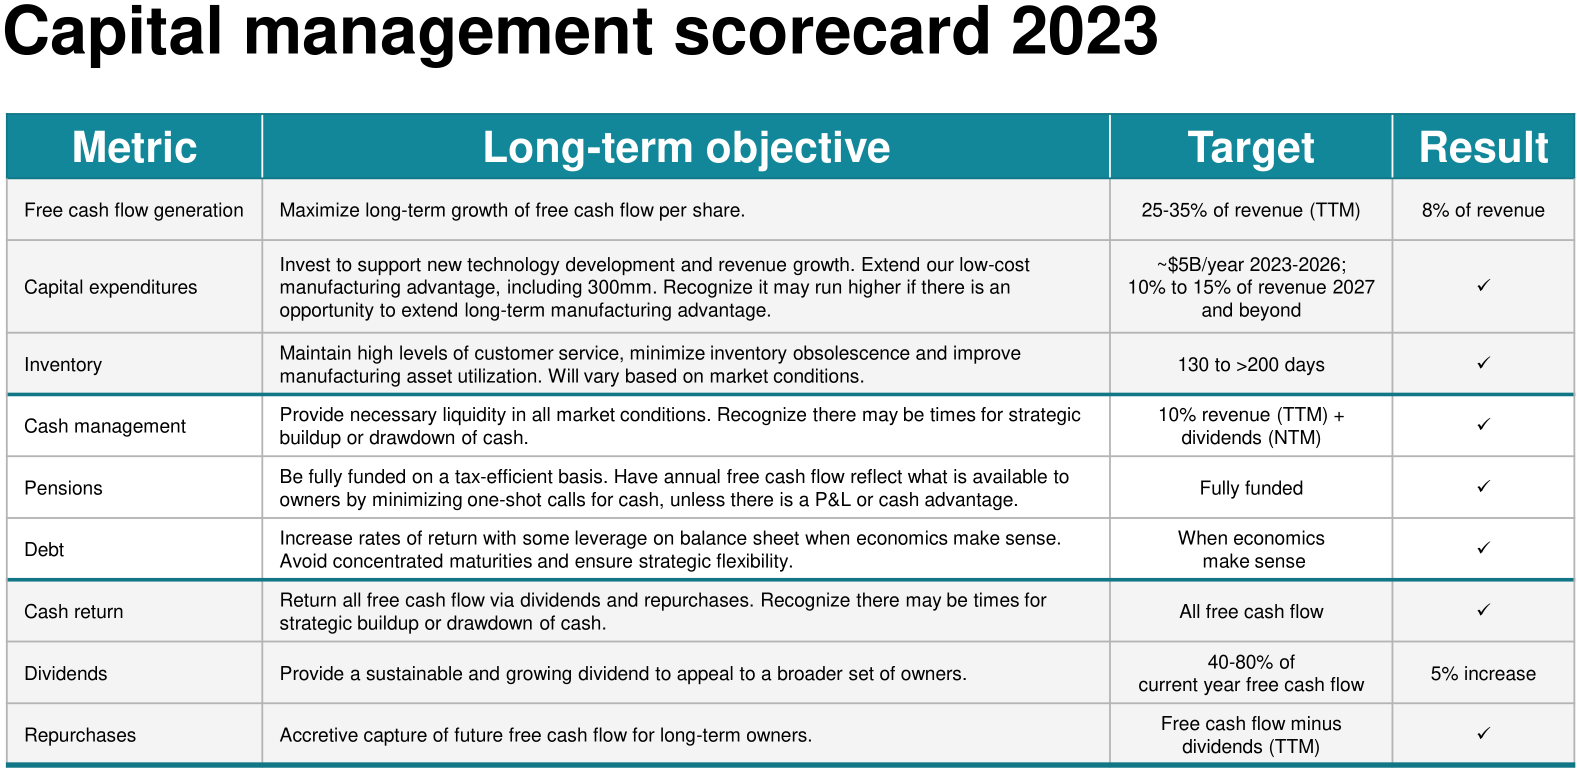 Capital management scorecard 2023
Metric
Long-term objective
Target
Result
Free cash flow generation
Maximize long-term growth of free cash flow per share.
25-35% of revenue (TTM)
8% of revenue
Capital expenditures
Invest to support new technology development and revenue growth. Extend our low-cost
manufacturing advantage, including 300mm. Recognize it may run higher if there is an
opportunity to extend long-term manufacturing advantage.
~$5B/year 2023-2026;
10% to 15% of revenue 2027
and beyond
✓
Inventory
Maintain high levels of customer service, minimize inventory obsolescence and improve
manufacturing asset utilization. Will vary based on market conditions.
130 to >200 days
✓
Cash management
Provide necessary liquidity in all market conditions. Recognize there may be times for strategic
buildup or drawdown of cash.
10% revenue (TTM) +
dividends (NTM)
✓
Pensions
Be fully funded on a tax-efficient basis. Have annual free cash flow reflect what is available to
owners by minimizing one-shot calls for cash, unless there is a P&L or cash advantage.
Fully funded
✓
Debt
Increase rates of return with some leverage on balance sheet when economics make sense.
Avoid concentrated maturities and ensure strategic flexibility.
When economics
make sense
✓
Cash return
Return all free cash flow via dividends and repurchases. Recognize there may be times for
strategic buildup or drawdown of cash.
All free cash flow
✓
Dividends
Provide a sustainable and growing dividend to appeal to a broader set of owners.
40-80% of
current year free cash flow
5% increase
Repurchases
Accretive capture of future free cash flow for long-term owners.
Free cash flow minus
dividends (TTM)
✓